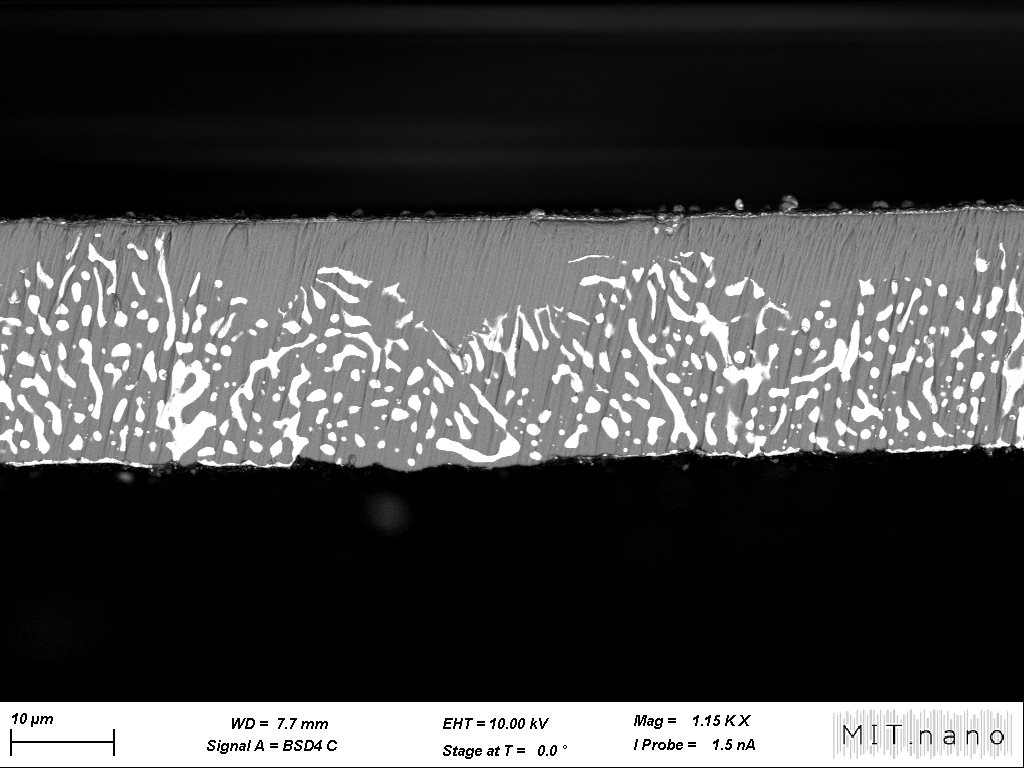 10 µm
WD = 7.7 mm
Signal A = BSD4 C
EHT = 10.00 kV
Stage at T = 0.0 °
Mag = 1.15 K X
I Probe = 1.5 nA
MIT.nano